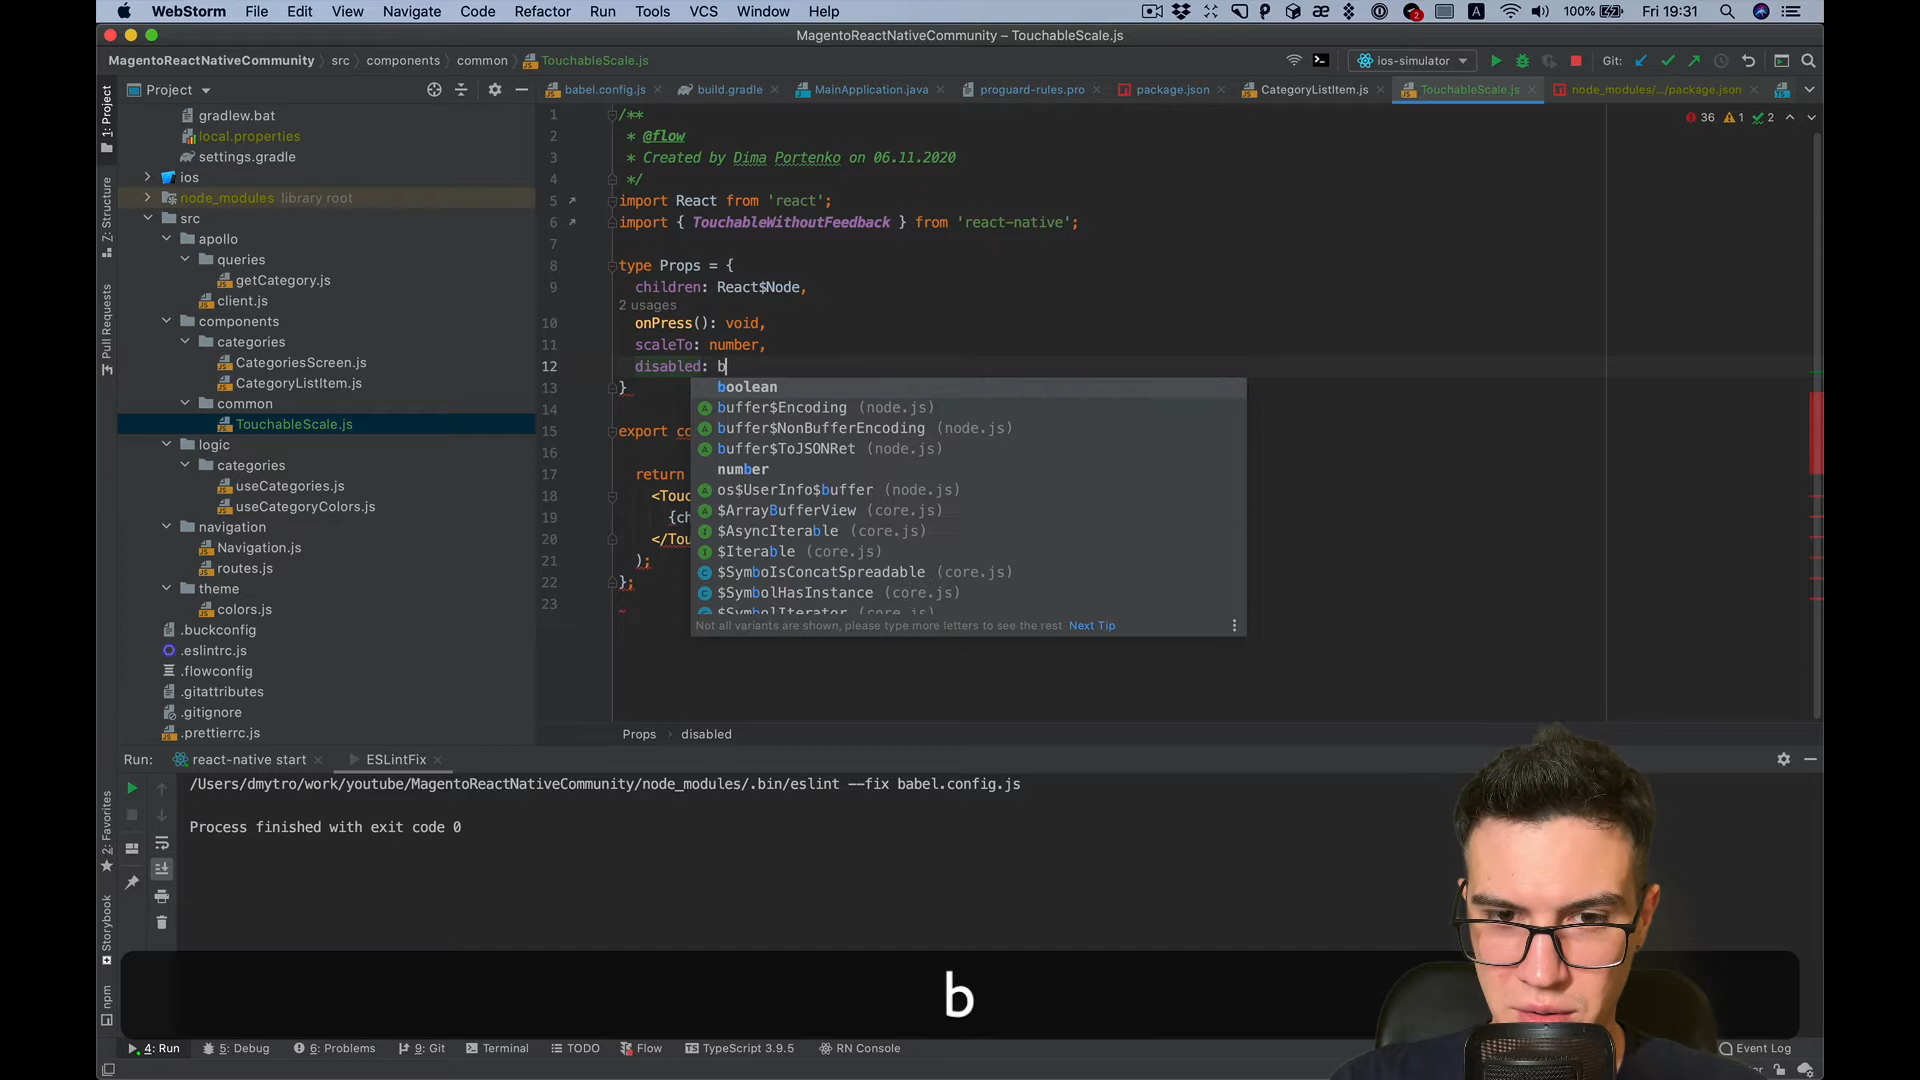 WebStorm File Edit View Navigate Code Refactor Run Tools VCS Window Help 100% Fri 19:31
MagentoReactNativeCommunity – TouchableScale.js
MagentoReactNativeCommunity › src › components › common › TouchableScale.js ios-simulator Git:
Project babel.config.js build.gradle MainApplication.java proguard-rules.pro package.json CategoryListItem.js TouchableScale.js node_modules/.../package.json
1: Project
7: Structure
Pull Requests
2: Favorites
Storybook
npm
gradlew.bat
local.properties
settings.gradle
ios
node_modules library root
src
apollo
queries
getCategory.js
client.js
components
categories
CategoriesScreen.js
CategoryListItem.js
common
TouchableScale.js
logic
categories
useCategories.js
useCategoryColors.js
navigation
Navigation.js
routes.js
theme
colors.js
.buckconfig
.eslintrc.js
.flowconfig
.gitattributes
.gitignore
.prettierrc.js
36 1 2
1 /**
2 * @flow
3 * Created by Dima Portenko on 06.11.2020
4 */
5 import React from 'react';
6 import { TouchableWithoutFeedback } from 'react-native';
7
8 type Props = {
9 children: React$Node,
2 usages
10 onPress(): void,
11 scaleTo: number,
12 disabled: b
13 }
14
15 export co
16
17 return
18 <Touc
19 {ch
20 </Tou
21 );
22 };
23
boolean
buffer$Encoding (node.js)
buffer$NonBufferEncoding (node.js)
buffer$ToJSONRet (node.js)
number
os$UserInfo$buffer (node.js)
$ArrayBufferView (core.js)
$AsyncIterable (core.js)
$Iterable (core.js)
$SymboIsConcatSpreadable (core.js)
$SymbolHasInstance (core.js)
$SymbolIterator (core.js)
Not all variants are shown, please type more letters to see the rest Next Tip
Props › disabled
Run: react-native start ESLintFix
/Users/dmytro/work/youtube/MagentoReactNativeCommunity/node_modules/.bin/eslint --fix babel.config.js
Process finished with exit code 0
b
4: Run 5: Debug 6: Problems 9: Git Terminal TODO Flow TypeScript 3.9.5 RN Console Event Log